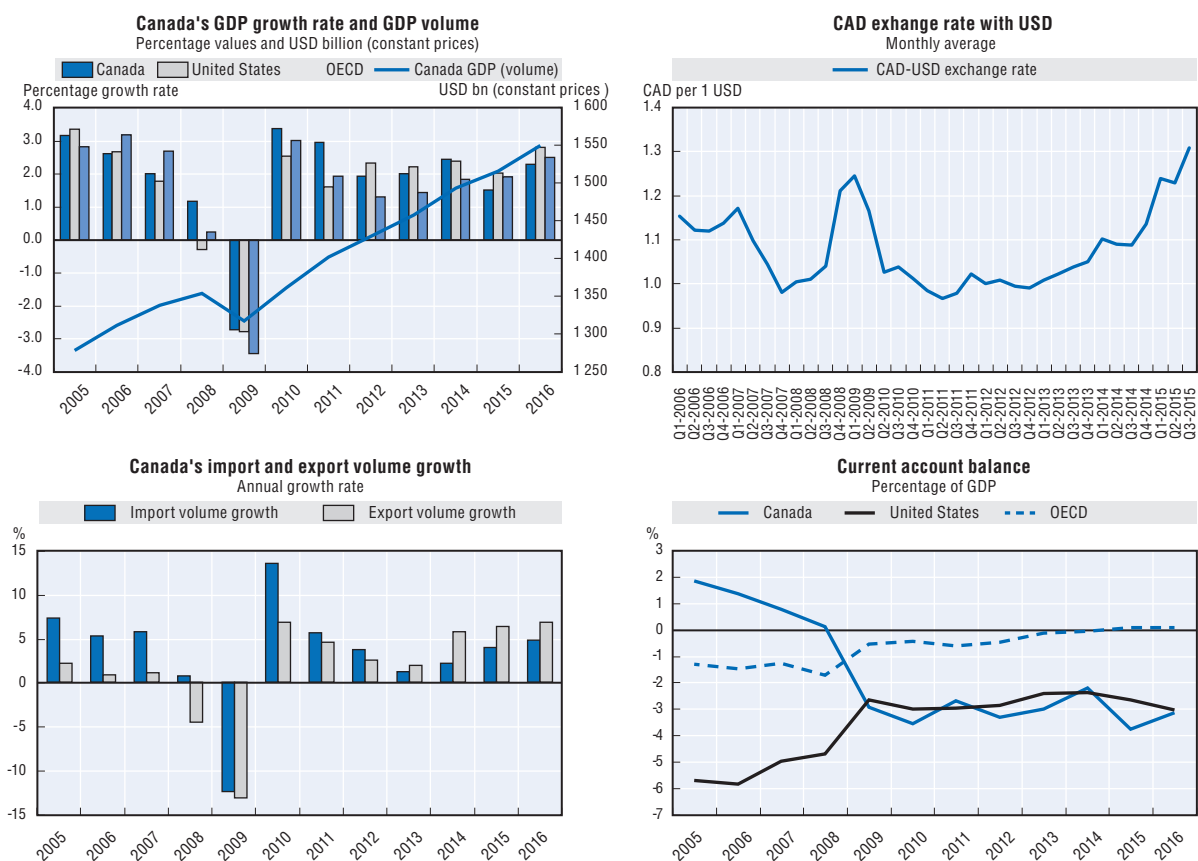 Canada's GDP growth rate and GDP volume
Percentage values and USD billion (constant prices)
Canada United States OECD Canada GDP (volume)
Percentage growth rate USD bn (constant prices )
4.0 1 600
3.0 1 550
2.0 1 500
1.0 1 450
0.0 1 400
-1.0 1 350
-2.0 1 300
-3.0 1 250
-4.0
2005 2006 2007 2008 2009 2010 2011 2012 2013 2014 2015 2016
CAD exhange rate with USD
Monthly average
CAD-USD exchange rate
CAD per 1 USD
1.4
1.3
1.2
1.1
1.0
0.9
0.8
Q1-2006 Q2-2006 Q3-2006 Q4-2006 Q1-2007 Q2-2007 Q3-2007 Q4-2007 Q1-2008 Q2-2008 Q3-2008 Q4-2008 Q1-2009 Q2-2009 Q2-2010 Q3-2010 Q4-2010 Q1-2011 Q2-2011 Q3-2011 Q4-2011 Q1-2012 Q2-2012 Q3-2012 Q4-2012 Q1-2013 Q2-2013 Q3-2013 Q4-2013 Q1-2014 Q2-2014 Q3-2014 Q4-2014 Q1-2015 Q2-2015 Q3-2015
Canada's import and export volume growth
Annual growth rate
Import volume growth Export volume growth
%
15
10
5
0
-5
-10
-15
2005 2006 2007 2008 2009 2010 2011 2012 2013 2014 2015 2016
Current account balance
Percentage of GDP
Canada United States OECD
%
3
2
1
0
-1
-2
-3
-4
-5
-6
-7
2005 2006 2007 2008 2009 2010 2011 2012 2013 2014 2015 2016